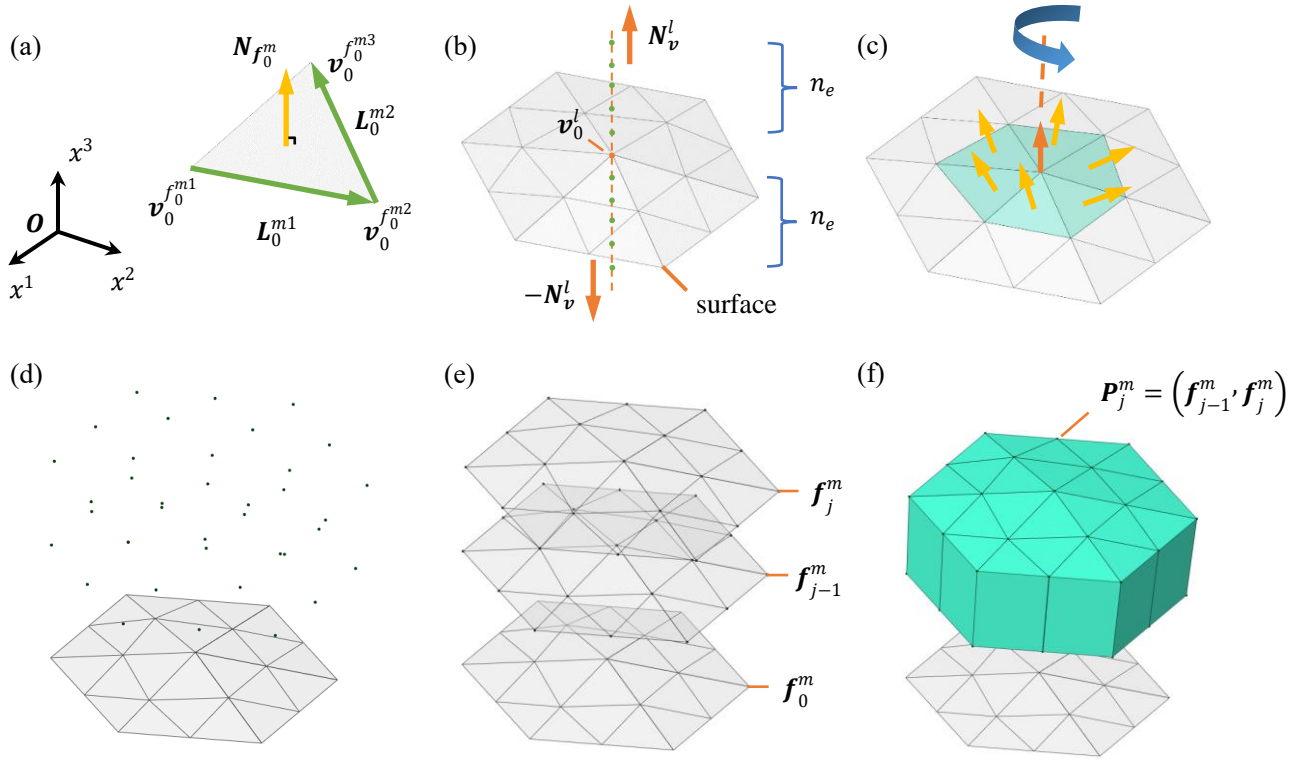 (a)
𝑵_{𝒇_0^m}
𝒗_0^{f_0^{m3}}
𝑳_0^{m2}
x^3
𝑶
x^1
x^2
𝒗_0^{f_0^{m1}}
𝑳_0^{m1}
𝒗_0^{f_0^{m2}}
(b)
𝑵_𝒗^l
n_e
𝒗_0^l
n_e
−𝑵_𝒗^l
surface
(c)
(d)
(e)
𝒇_j^m
𝒇_{j-1}^m
𝒇_0^m
(f)
𝑷_j^m = (𝒇_{j-1}^m, 𝒇_j^m)